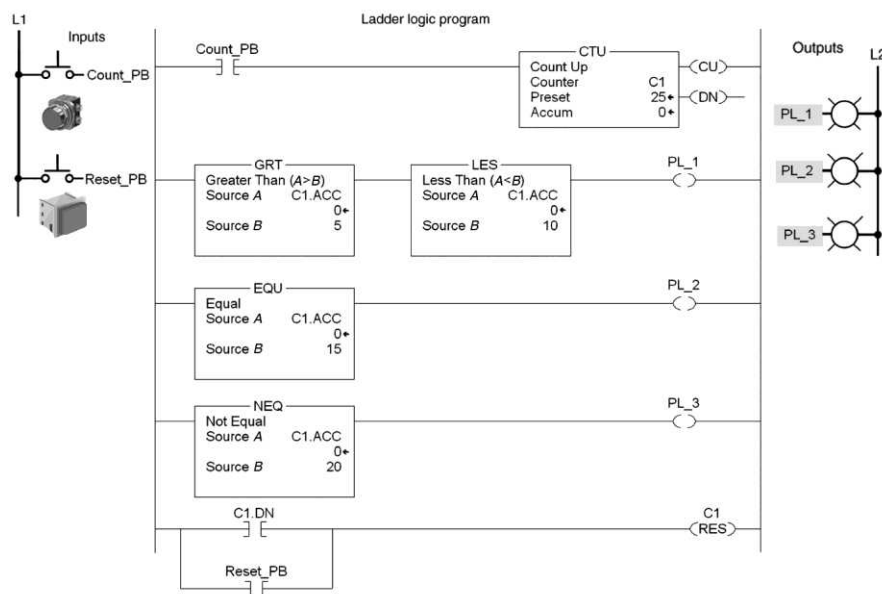 Ladder logic program
L1
Inputs
Count_PB
Reset_PB
Count_PB
CTU
Count Up
Counter C1
Preset 25
Accum 0
CU
DN
Outputs
L2
PL_1
PL_2
PL_3
GRT
Greater Than (A>B)
Source A C1.ACC
0
Source B 5
LES
Less Than (A<B)
Source A C1.ACC
0
Source B 10
PL_1
EQU
Equal
Source A C1.ACC
0
Source B 15
PL_2
NEQ
Not Equal
Source A C1.ACC
0
Source B 20
PL_3
C1.DN
C1
RES
Reset_PB